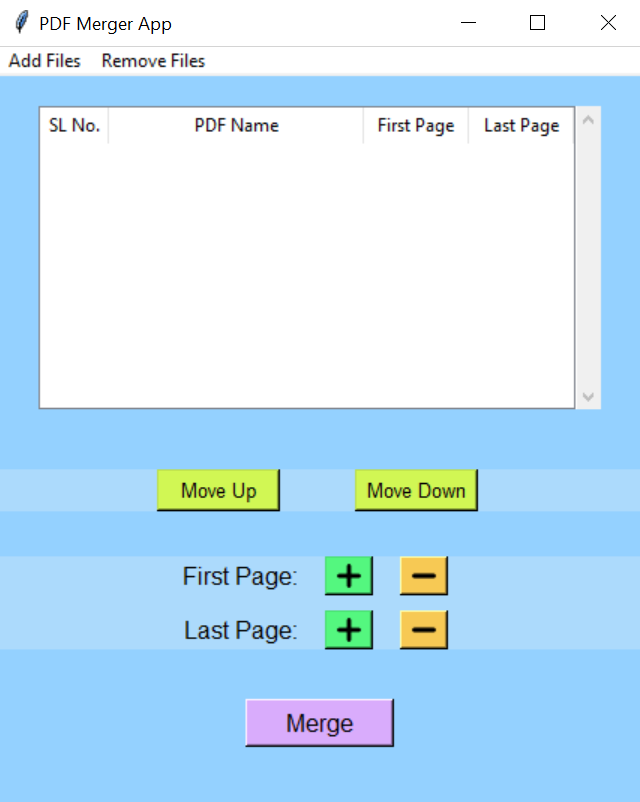 PDF Merger App
Add Files Remove Files
SL No. PDF Name First Page Last Page
Move Up Move Down
First Page: + −
Last Page: + −
Merge